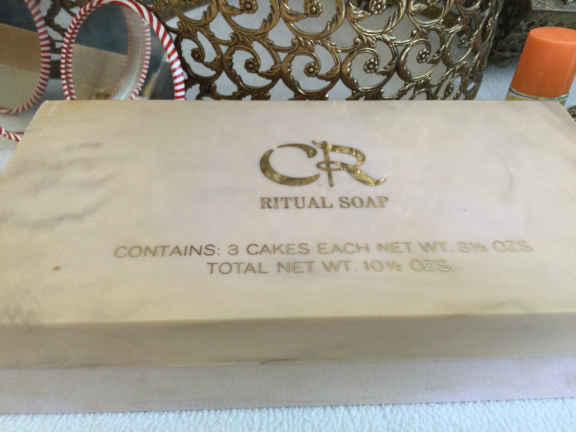 CR
RITUAL SOAP
CONTAINS: 3 CAKES EACH NET WT. 3½ OZS.
TOTAL NET WT. 10½ OZS.